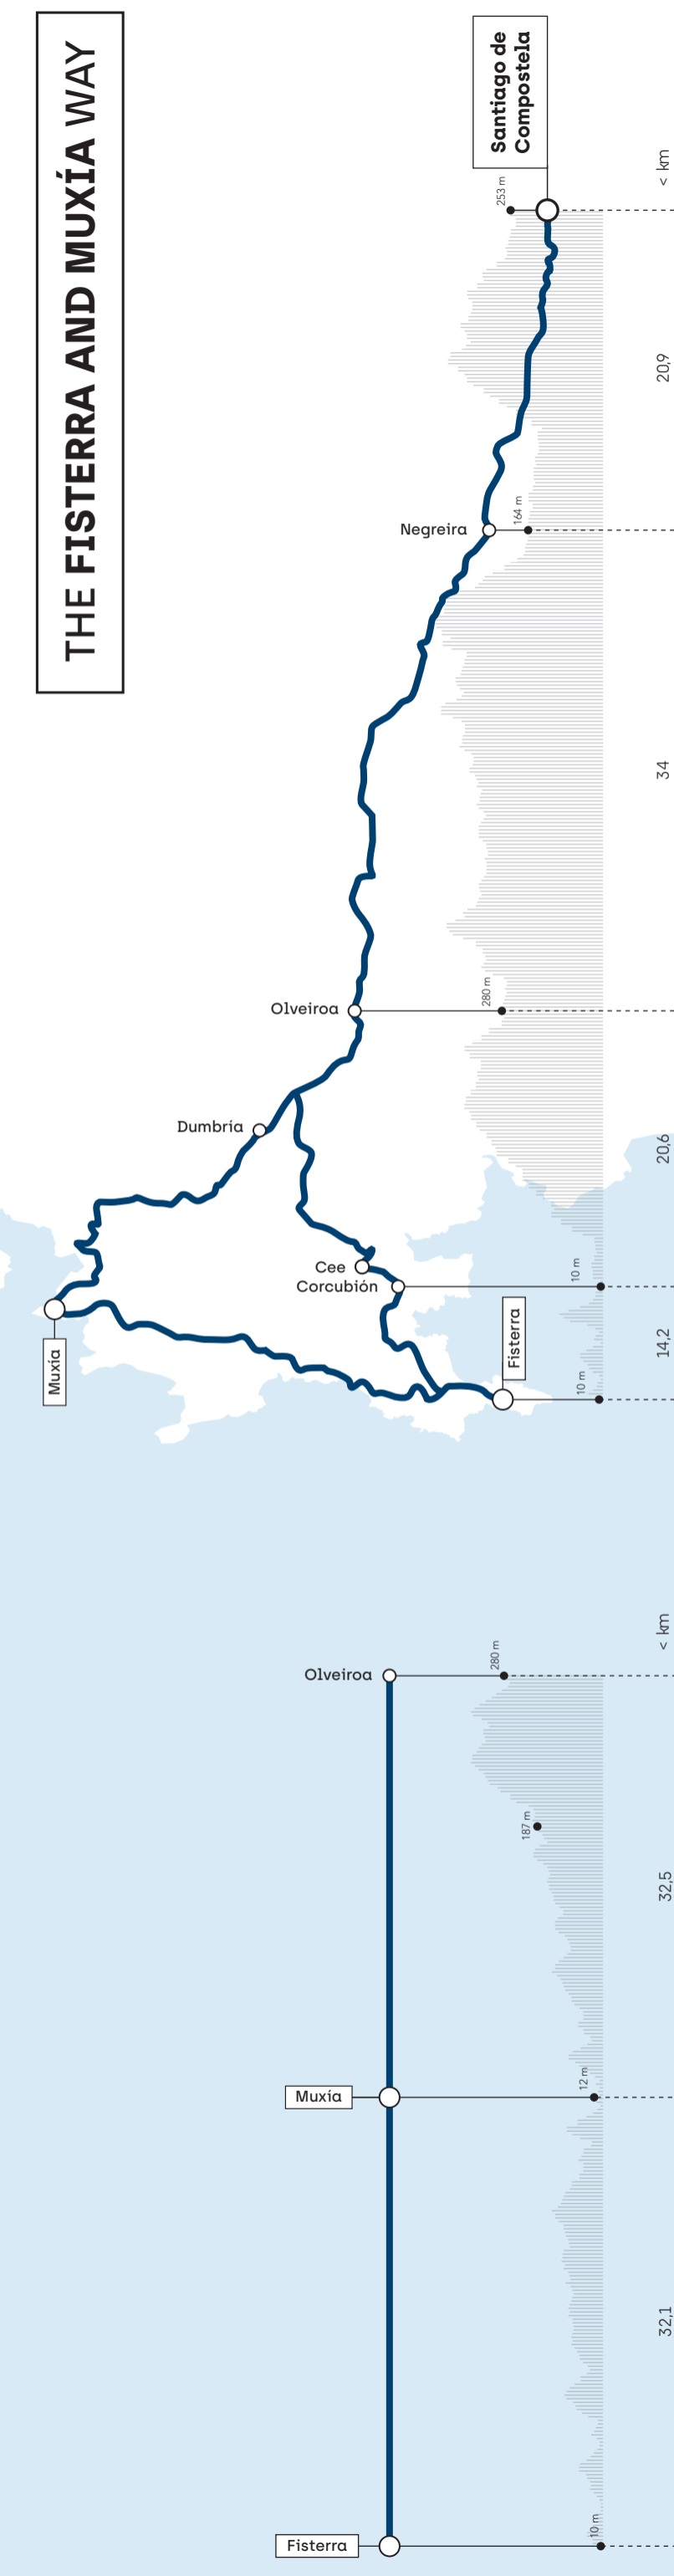 THE FISTERRA AND MUXÍA WAY
Santiago de
Compostela
< km
253 m
20,9
Negreira
164 m
34
Olveiroa
280 m
Dumbría
20,6
Cee
Corcubión
10 m
Muxía
Fisterra
14,2
10 m
< km
Olveiroa
280 m
187 m
32,5
Muxía
12 m
32,1
Fisterra
10 m